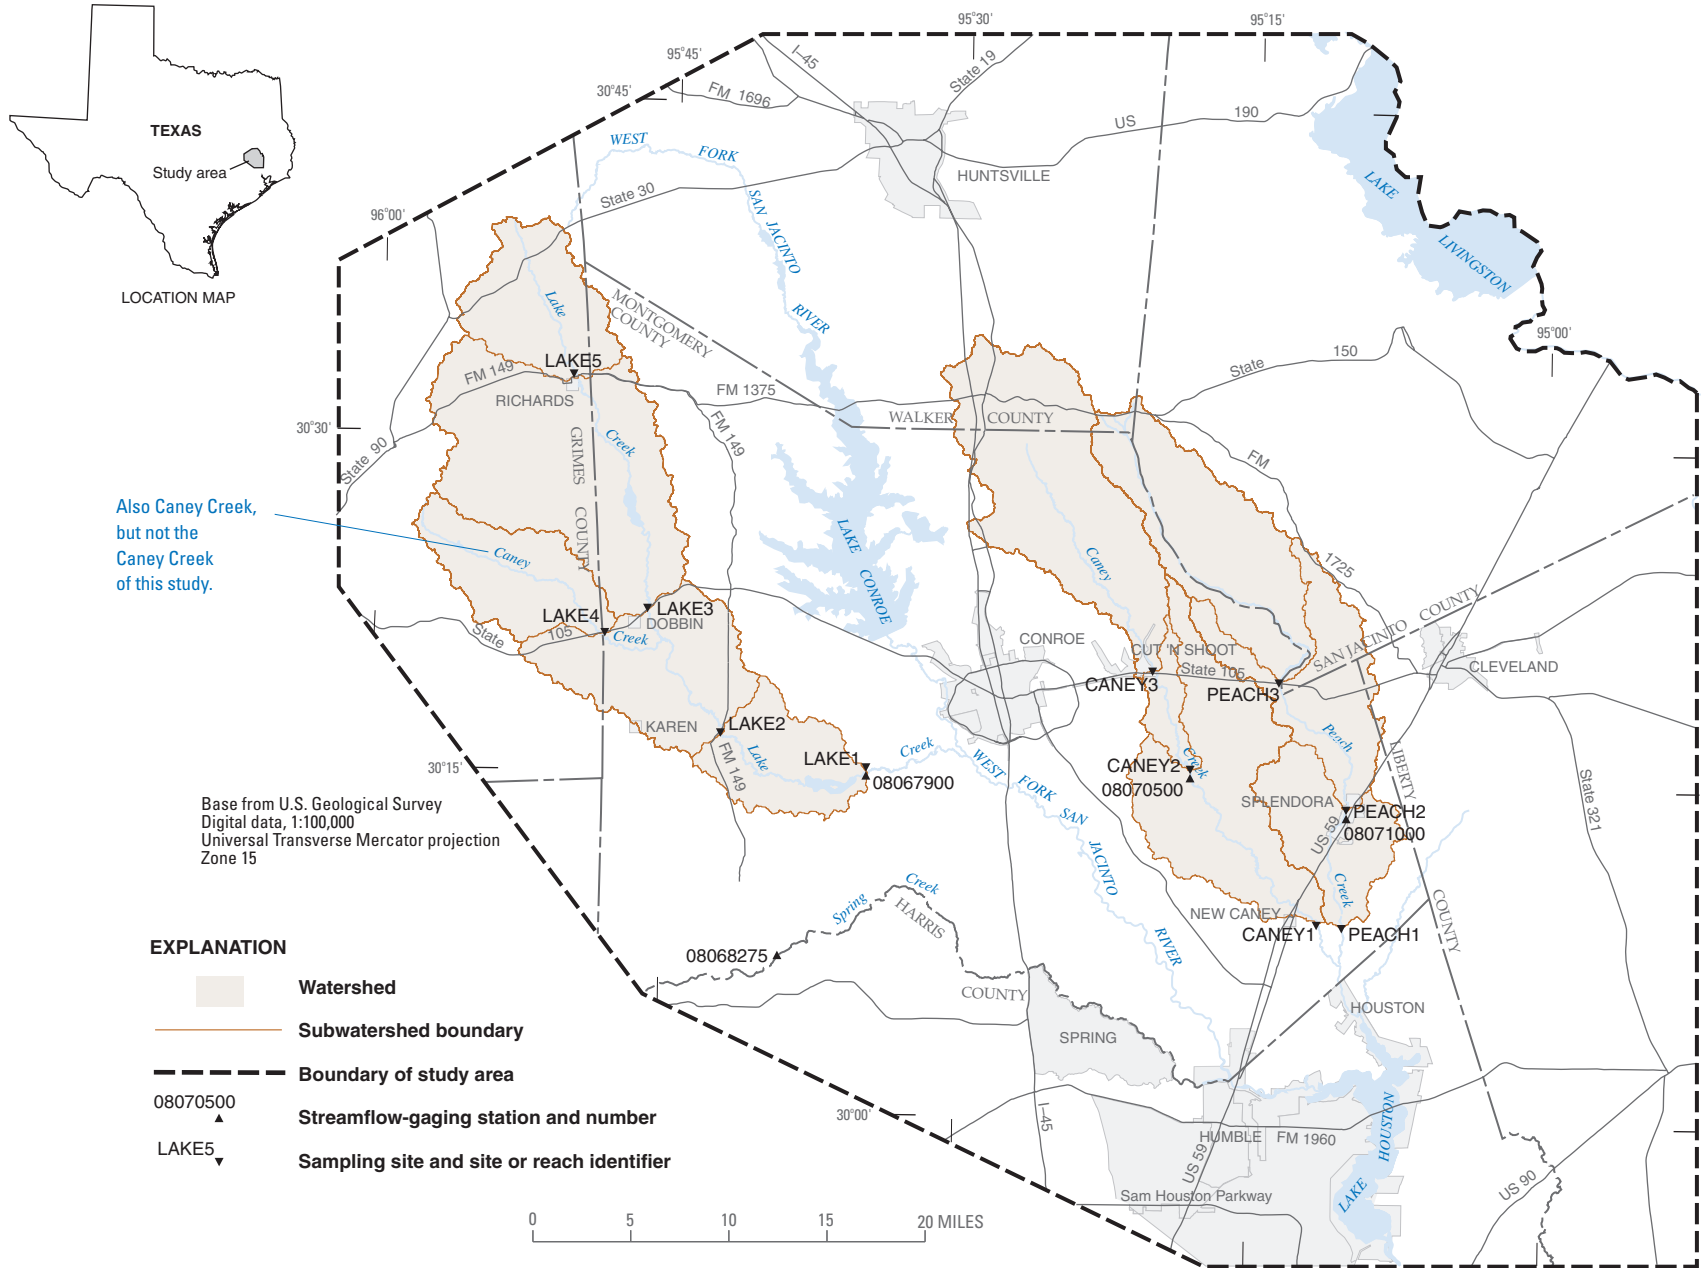 TEXAS
Study area
LOCATION MAP
95°45'
95°30'
95°15'
30°45'
96°00'
95°00'
30°30'
30°15'
30°00'
I–45
State 19
FM 1696
US
190
HUNTSVILLE
WEST
FORK
SAN JACINTO
RIVER
State 30
LAKE
LIVINGSTON
Lake
MONTGOMERY
COUNTY
LAKE5
FM 149
RICHARDS
FM 1375
FM 149
State
150
WALKER
COUNTY
State 90
GRIMES
COUNTY
Creek
FM
1725
Also Caney Creek,
but not the
Caney Creek
of this study.
Caney
LAKE
CONROE
Caney
LAKE4
LAKE3
DOBBIN
State
105
Creek
CONROE
CUT 'N SHOOT
State 105
SAN JACINTO
COUNTY
CLEVELAND
CANEY3
PEACH3
KAREN
LAKE2
Lake
FM 149
LAKE1
08067900
Creek
WEST
FORK
SAN
JACINTO
RIVER
Creek
CANEY2
08070500
Peach
LIBERTY
COUNTY
SPLENDORA
PEACH2
08071000
US 59
State 321
Creek
NEW CANEY
CANEY1
PEACH1
Base from U.S. Geological Survey
Digital data, 1:100,000
Universal Transverse Mercator projection
Zone 15
Spring
Creek
HARRIS
COUNTY
08068275
SPRING
HOUSTON
I–45
HUMBLE
FM 1960
US 59
LAKE
HOUSTON
US 90
Sam Houston Parkway
EXPLANATION
Watershed
Subwatershed boundary
Boundary of study area
08070500
Streamflow-gaging station and number
LAKE5
Sampling site and site or reach identifier
0
5
10
15
20 MILES